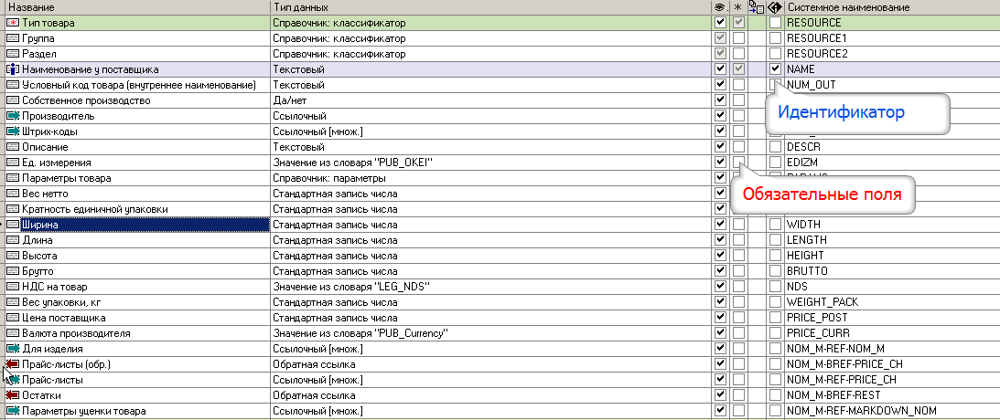 Название Тип данных * Системное наименование
Тип товара Справочник: классификатор RESOURCE
Группа Справочник: классификатор RESOURCE1
Раздел Справочник: классификатор RESOURCE2
Наименование у поставщика Текстовый NAME
Условный код товара (внутреннее наименование) Текстовый NUM_OUT
Собственное производство Да/нет
Идентификатор
Производитель Ссылочный
Штрих-коды Ссылочный [множ.]
Описание Текстовый DESCR
Ед. измерения Значение из словаря "PUB_OKEI" EDIZM
Параметры товара Справочник: параметры
Вес нетто Стандартная запись числа
Обязательные поля
Кратность единичной упаковки Стандартная запись числа
Ширина Стандартная запись числа WIDTH
Длина Стандартная запись числа LENGTH
Высота Стандартная запись числа HEIGHT
Брутто Стандартная запись числа BRUTTO
НДС на товар Значение из словаря "LEG_NDS" NDS
Вес упаковки, кг Стандартная запись числа WEIGHT_PACK
Цена поставщика Стандартная запись числа PRICE_POST
Валюта производителя Значение из словаря "PUB_Currency" PRICE_CURR
Для изделия Ссылочный [множ.] NOM_M-REF-NOM_M
Прайс-листы (обр.) Обратная ссылка NOM_M-BREF-PRICE_CH
Прайс-листы Ссылочный [множ.] NOM_M-REF-PRICE_CH
Остатки Обратная ссылка NOM_M-BREF-REST
Параметры уценки товара Ссылочный [множ.] NOM_M-REF-MARKDOWN_NOM